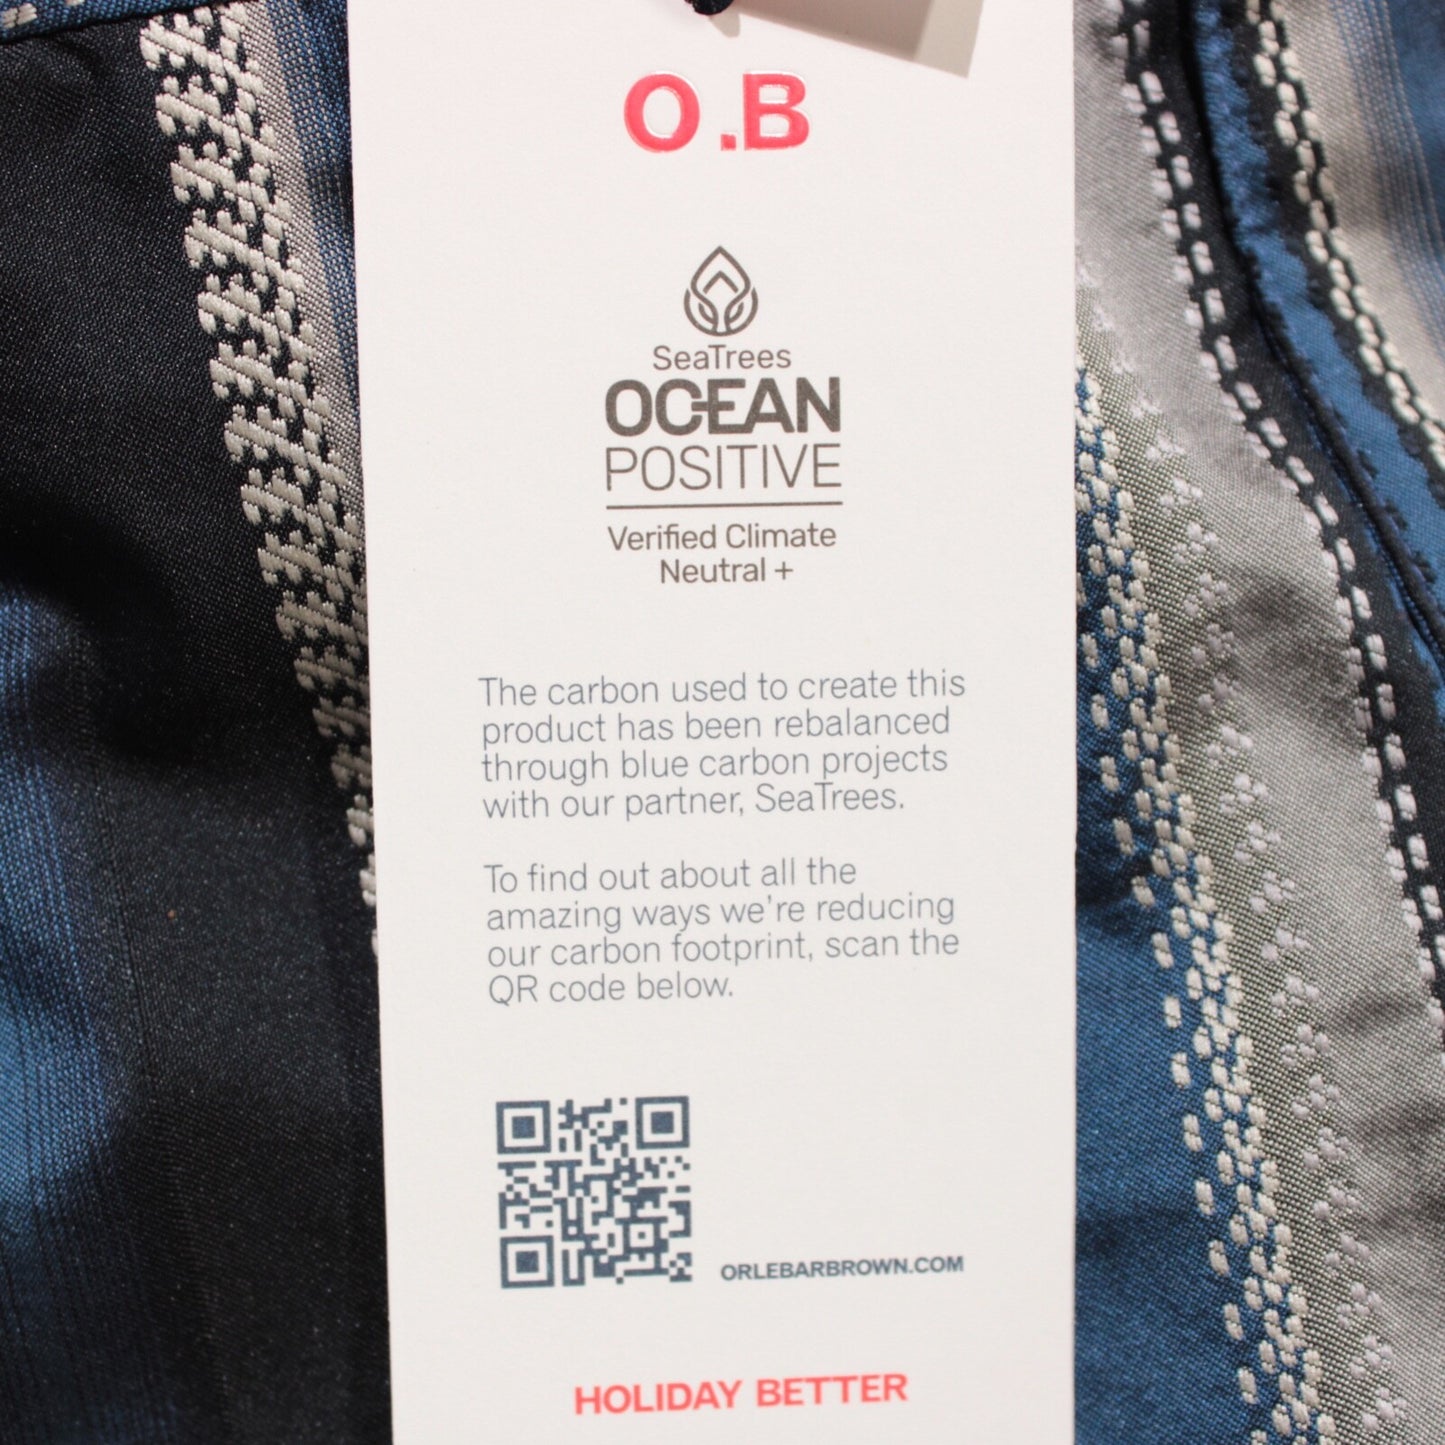 O.B
SeaTrees
OCEAN
POSITIVE
Verified Climate
Neutral +
The carbon used to create this
product has been rebalanced
through blue carbon projects
with our partner, SeaTrees.
To find out about all the
amazing ways we're reducing
our carbon footprint, scan the
QR code below.
ORLEBARBROWN.COM
HOLIDAY BETTER